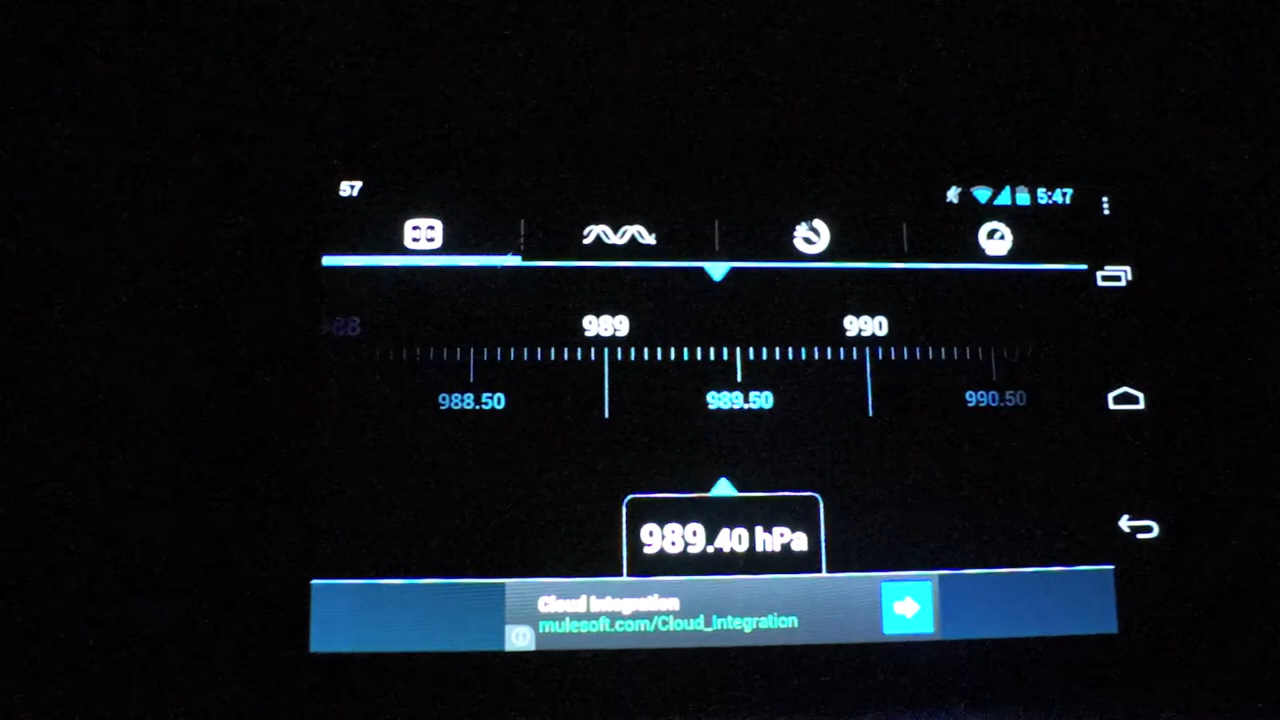 57
5:47
989 990
988.50 989.50 990.50
989.40 hPa
Cloud Integration
mulesoft.com/Cloud_Integration